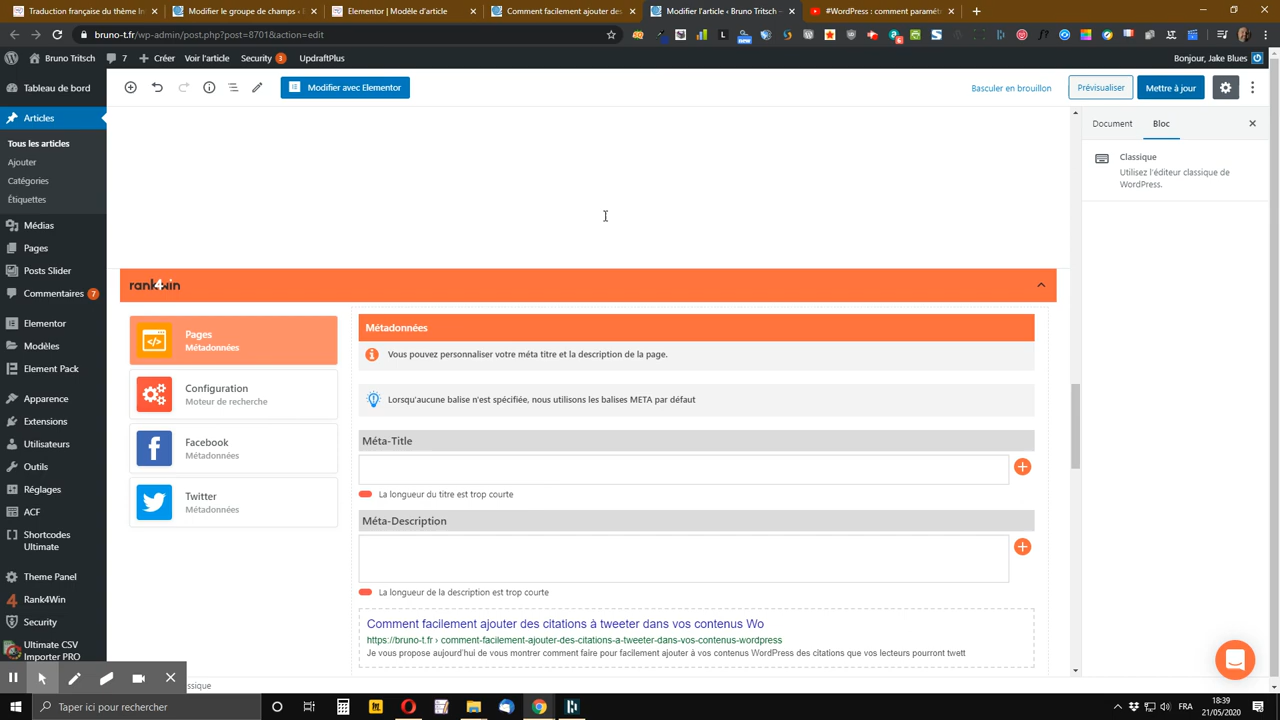 Traduction française des th
Modifier le groupe de champs ‹
Elementor | Modèle d'article
Comment facilement ajouter des
Modifier l'article ‹ Bruno Tritsch –
#WordPress : comment paramét
bruno-t.fr/wp-admin/post.php?post=8701&action=edit
Bruno Tritsch
7
Créer
Voir l'article
Security 3
UpdraftPlus
Bonjour, Jake Blues
Tableau de bord
Modifier avec Elementor
Basculer en brouillon
Prévisualiser
Mettre à jour
Articles
Document
Bloc
Tous les articles
Ajouter
Catégories
Étiquettes
Classique
Utilisez l'éditeur classique de
WordPress.
Médias
Pages
Posts Slider
Commentaires 7
Elementor
Modèles
Element Pack
Apparence
Extensions
Utilisateurs
Outils
Réglages
ACF
Shortcodes
Ultimate
Theme Panel
Rank4Win
Security
Ultimate CSV
Importer PRO
rank4win
Pages
Métadonnées
Configuration
Moteur de recherche
Facebook
Métadonnées
Twitter
Métadonnées
Métadonnées
Vous pouvez personnaliser votre méta titre et la description de la page.
Lorsqu'aucune balise n'est spécifiée, nous utilisons les balises META par défaut
Méta-Title
La longueur du titre est trop courte
Méta-Description
La longueur de la description est trop courte
Comment facilement ajouter des citations à tweeter dans vos contenus Wo
https://bruno-t.fr › comment-facilement-ajouter-des-citations-a-tweeter-dans-vos-contenus-wordpress
Je vous propose aujourd'hui de vous montrer comment faire pour facilement ajouter à vos contenus WordPress des citations que vos lecteurs pourront twett
assique
Taper ici pour rechercher
FRA
18:39
21/05/2020